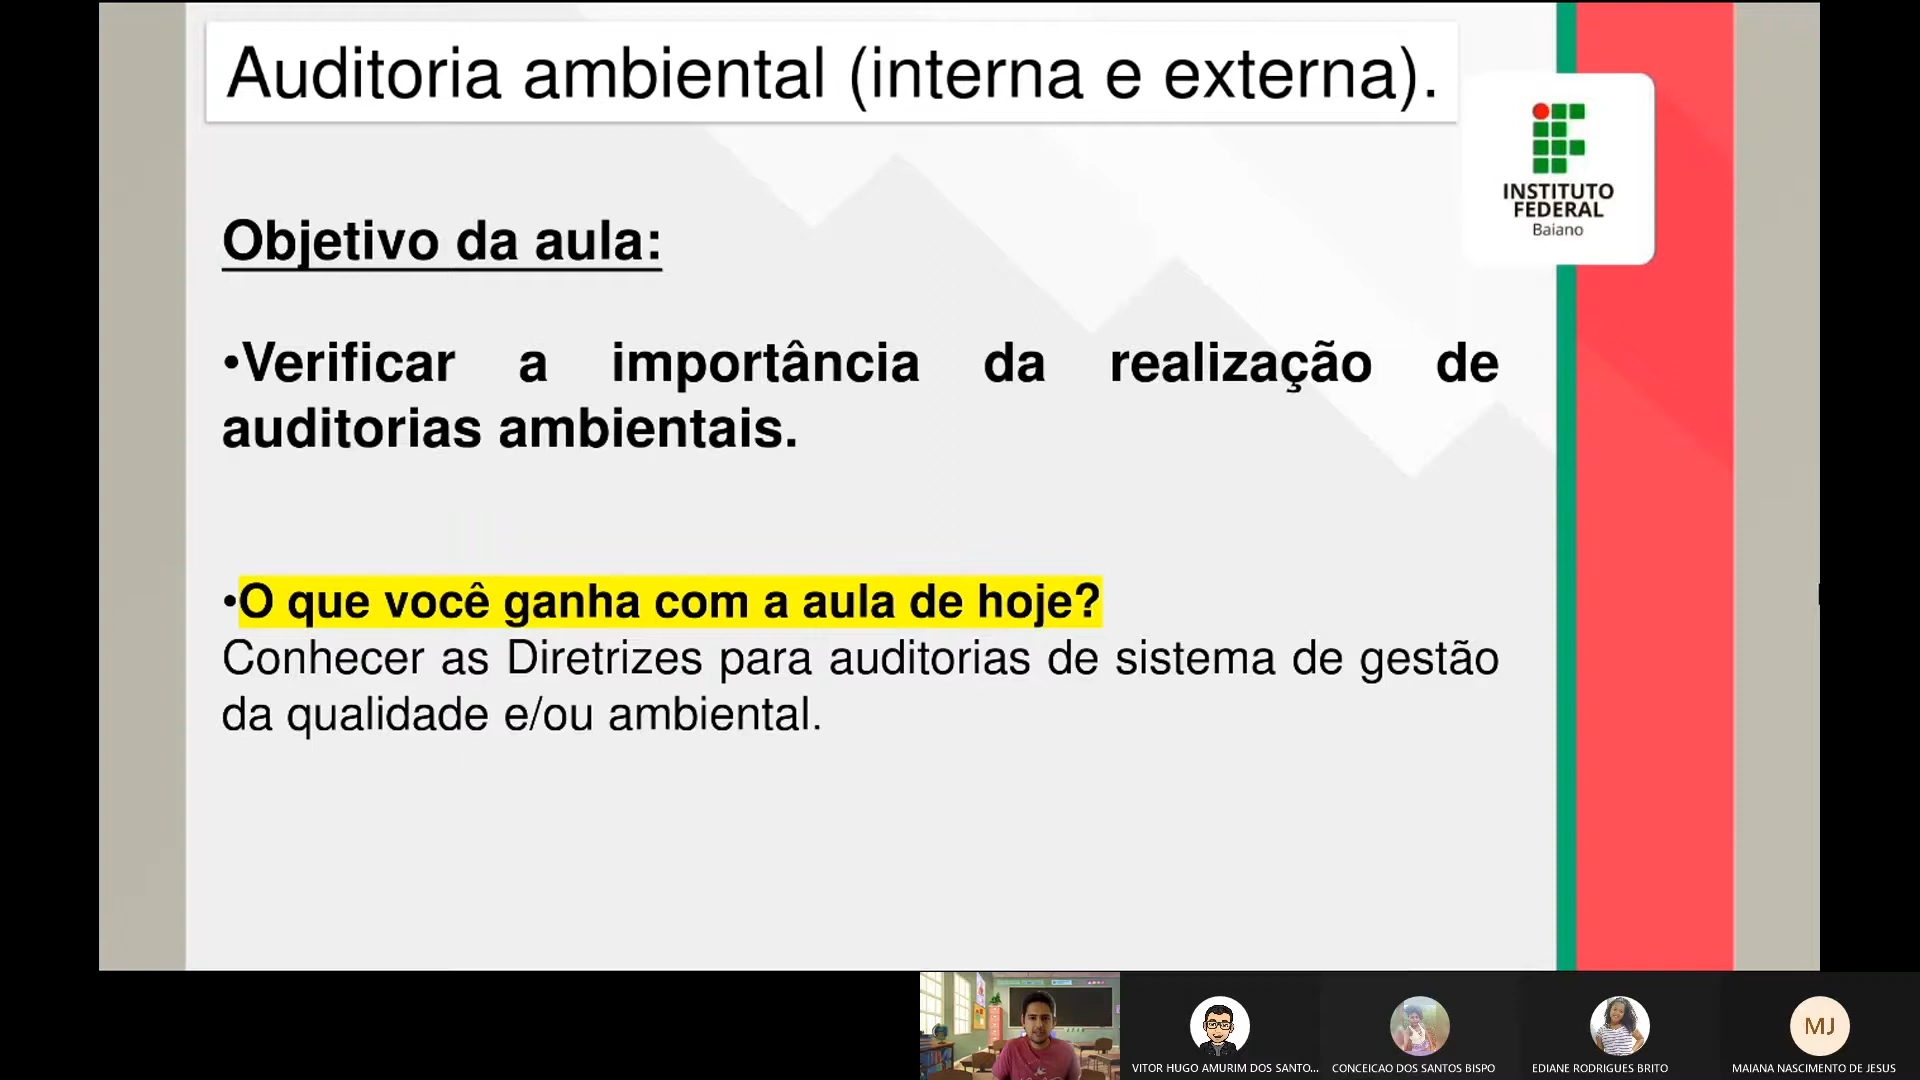 Auditoria ambiental (interna e externa).
INSTITUTO
FEDERAL
Baiano
Objetivo da aula:
•Verificar a importância da realização de
auditorias ambientais.
•O que você ganha com a aula de hoje?
Conhecer as Diretrizes para auditorias de sistema de gestão
da qualidade e/ou ambiental.
MJ
VITOR HUGO AMURIM DOS SANTO...
CONCEICAO DOS SANTOS BISPO
EDIANE RODRIGUES BRITO
MAIANA NASCIMENTO DE JESUS